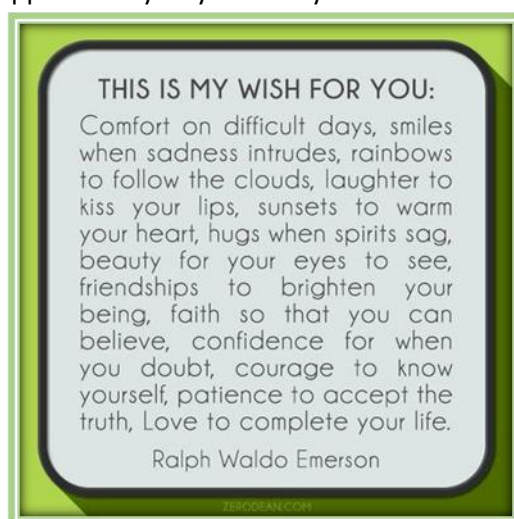 THIS IS MY WISH FOR YOU:
Comfort on difficult days, smiles
when sadness intrudes, rainbows
to follow the clouds, laughter to
kiss your lips, sunsets to warm
your heart, hugs when spirits sag,
beauty for your eyes to see,
friendships to brighten your
being, faith so that you can
believe, confidence for when
you doubt, courage to know
yourself, patience to accept the
truth, Love to complete your life.
Ralph Waldo Emerson
ZERODEAN.COM